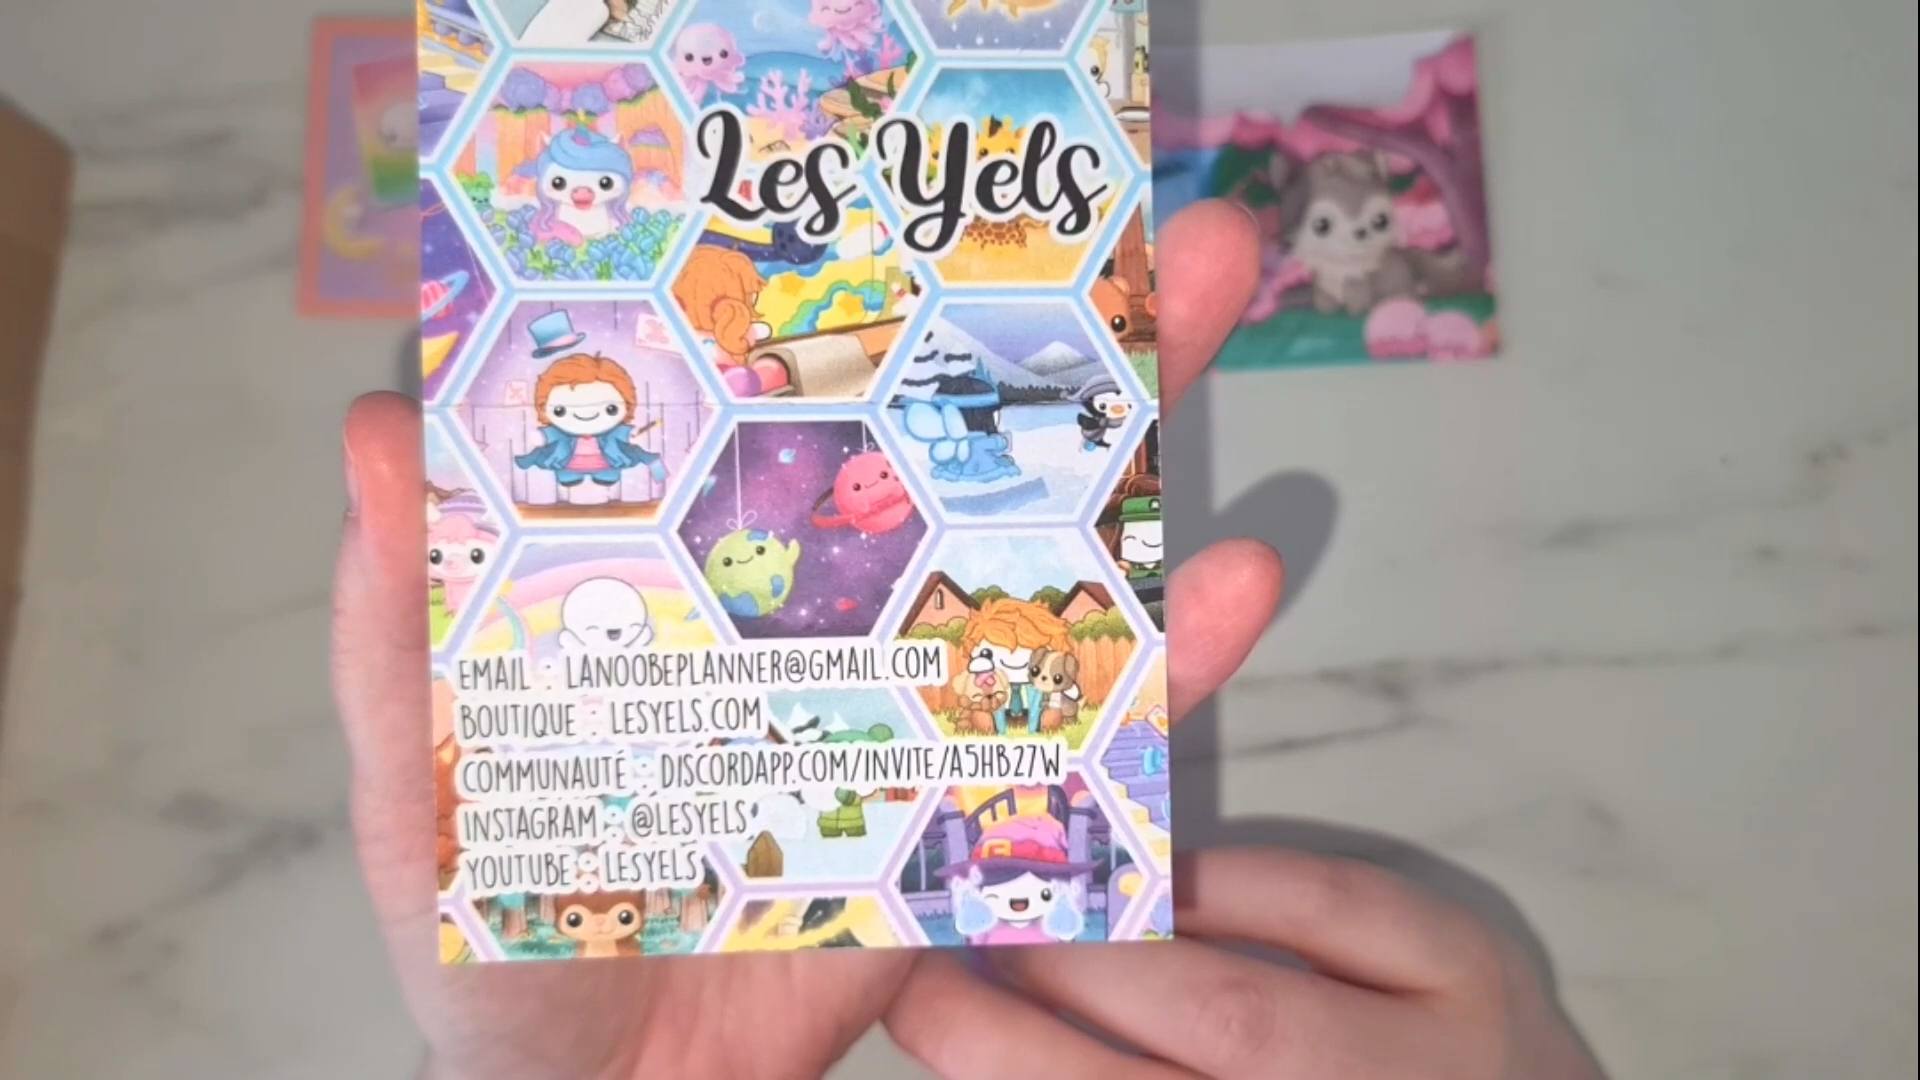 Les Yels
EMAIL : LANOOBEPLANNER@GMAIL.COM
BOUTIQUE : LESYELS.COM
COMMUNAUTÉ : DISCORDAPP.COM/INVITE/A5HB27W
INSTAGRAM : @LESYELS
YOUTUBE : LESYELS